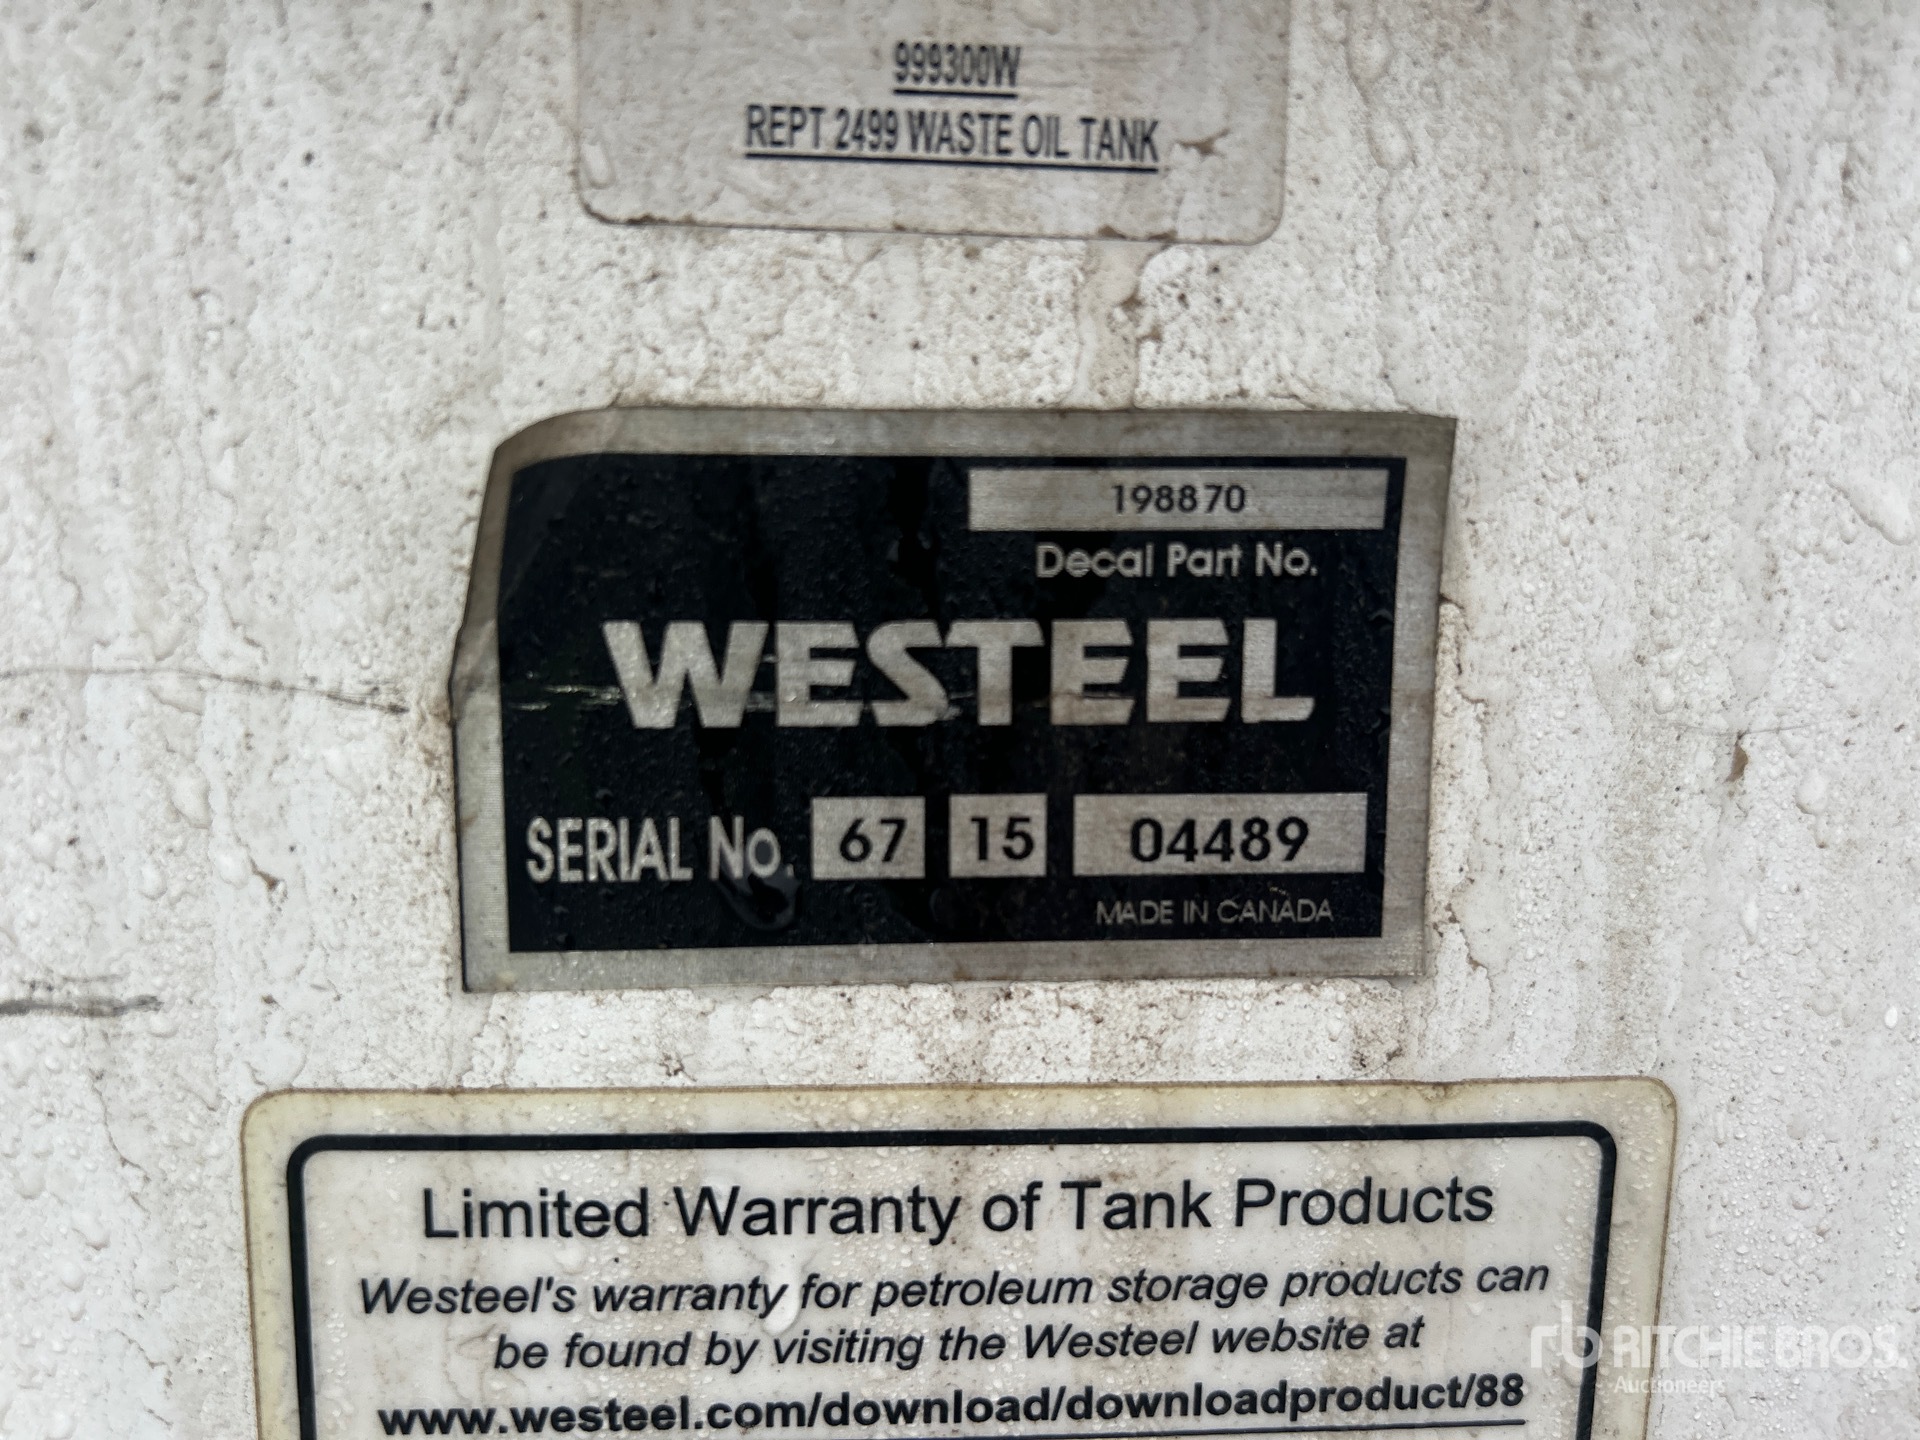 999300W
REPT 2499 WASTE OIL TANK
198870
Decal Part No.
WESTEEL
SERIAL No. 67 15 04489
MADE IN CANADA
Limited Warranty of Tank Products
Westeel's warranty for petroleum storage products can
be found by visiting the Westeel website at
www.westeel.com/download/downloadproduct/88
rb RITCHIE BROS.
Auctioneers